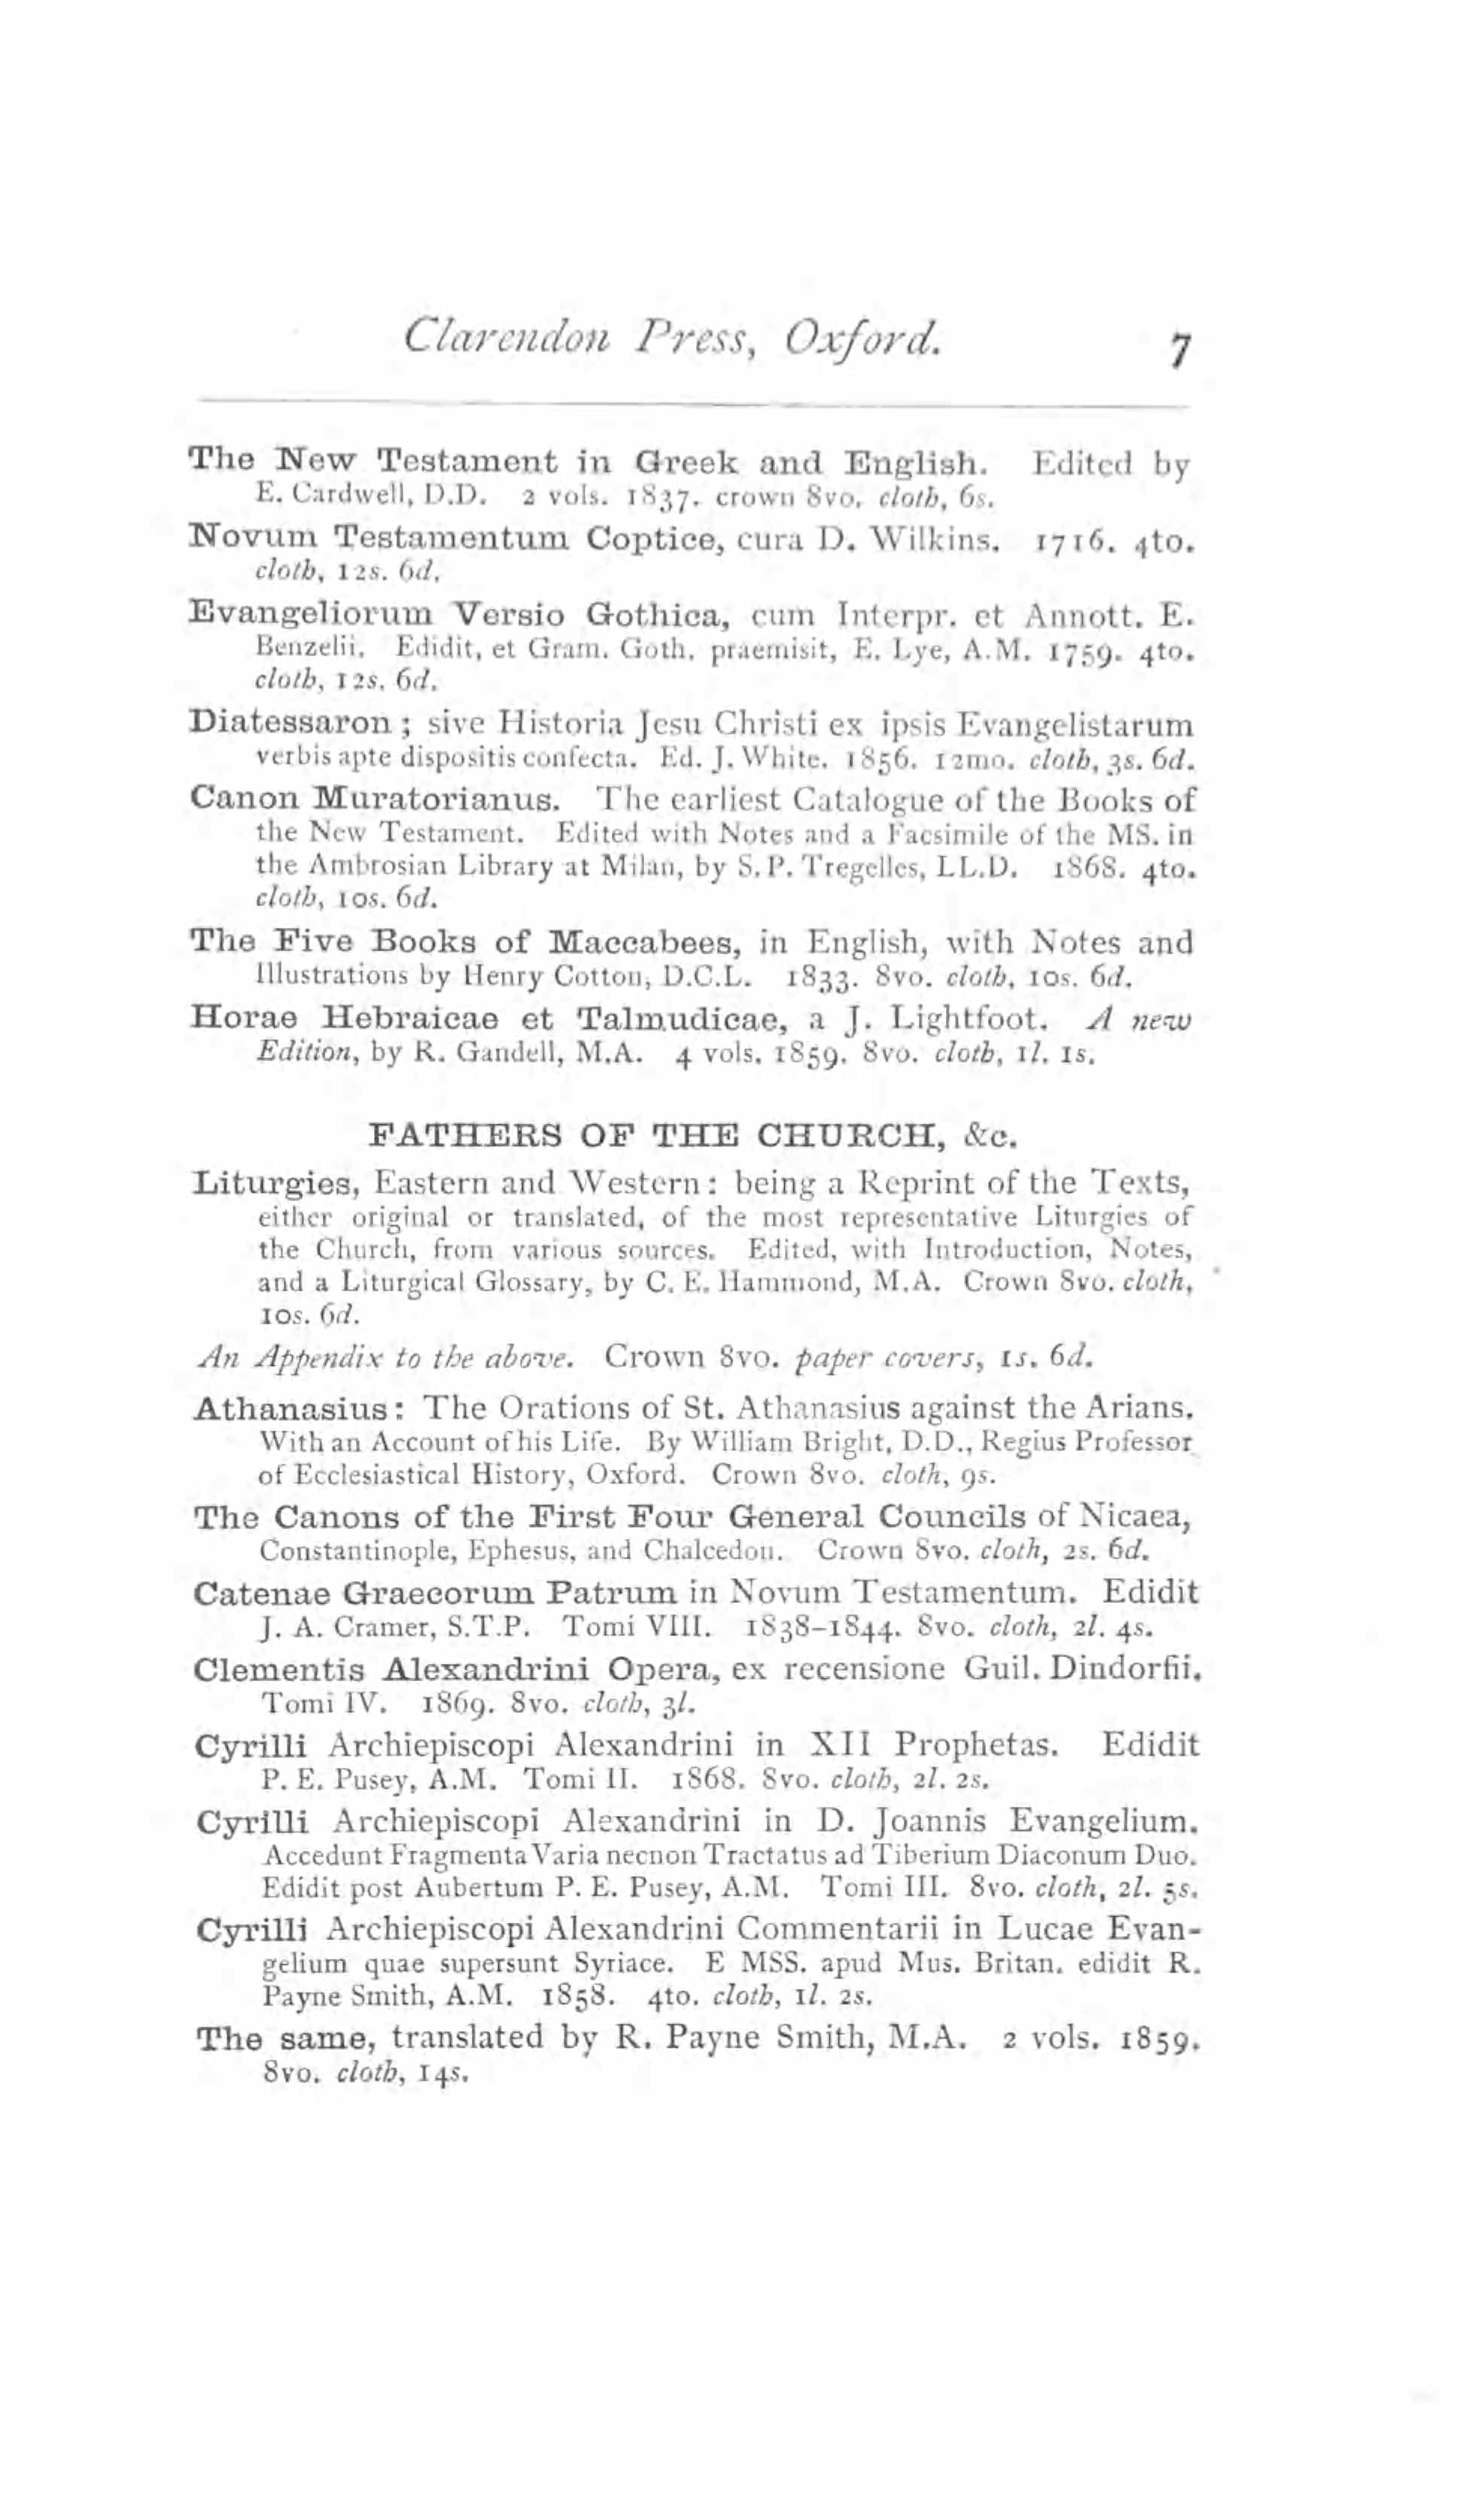 Clarendon Press, Oxford. 7
The New Testament in Greek and English. Edited by
E. Cardwell, D.D. 2 vols. 1837. crown 8vo. cloth, 6s.
Novum Testamentum Coptice, cura D. Wilkins. 1716. 4to.
cloth, 12s. 6d.
Evangeliorum Versio Gothica, cum Interpr. et Annott. E.
Benzelii. Edidit, et Gram. Goth. praemisit, E. Lye, A.M. 1759. 4to.
cloth, 12s. 6d.
Diatessaron; sive Historia Jesu Christi ex ipsis Evangelistarum
verbis apte dispositis confecta. Ed. J. White. 1856. 12mo. cloth, 3s. 6d.
Canon Muratorianus. The earliest Catalogue of the Books of
the New Testament. Edited with Notes and a Facsimile of the MS. in
the Ambrosian Library at Milan, by S. P. Tregelles, LL.D. 1868. 4to.
cloth, 10s. 6d.
The Five Books of Maccabees, in English, with Notes and
Illustrations by Henry Cotton, D.C.L. 1833. 8vo. cloth, 10s. 6d.
Horae Hebraicae et Talmudicae, a J. Lightfoot. A new
Edition, by R. Gandell, M.A. 4 vols. 1859. 8vo. cloth, 1l. 1s.
FATHERS OF THE CHURCH, &c.
Liturgies, Eastern and Western: being a Reprint of the Texts,
either original or translated, of the most representative Liturgies of
the Church, from various sources. Edited, with Introduction, Notes,
and a Liturgical Glossary, by C. E. Hammond, M.A. Crown 8vo. cloth,
10s. 6d.
An Appendix to the above. Crown 8vo. paper covers, 1s. 6d.
Athanasius: The Orations of St. Athanasius against the Arians.
With an Account of his Life. By William Bright, D.D., Regius Professor
of Ecclesiastical History, Oxford. Crown 8vo. cloth, 9s.
The Canons of the First Four General Councils of Nicaea,
Constantinople, Ephesus, and Chalcedon. Crown 8vo. cloth, 2s. 6d.
Catenae Graecorum Patrum in Novum Testamentum. Edidit
J. A. Cramer, S.T.P. Tomi VIII. 1838-1844. 8vo. cloth, 2l. 4s.
Clementis Alexandrini Opera, ex recensione Guil. Dindorfii.
Tomi IV. 1869. 8vo. cloth, 3l.
Cyrilli Archiepiscopi Alexandrini in XII Prophetas. Edidit
P. E. Pusey, A.M. Tomi II. 1868. 8vo. cloth, 2l. 2s.
Cyrilli Archiepiscopi Alexandrini in D. Joannis Evangelium.
Accedunt Fragmenta Varia necnon Tractatus ad Tiberium Diaconum Duo.
Edidit post Aubertum P. E. Pusey, A.M. Tomi III. 8vo. cloth, 2l. 5s.
Cyrilli Archiepiscopi Alexandrini Commentarii in Lucae Evan-
gelium quae supersunt Syriace. E MSS. apud Mus. Britan. edidit R.
Payne Smith, A.M. 1858. 4to. cloth, 1l. 2s.
The same, translated by R. Payne Smith, M.A. 2 vols. 1859.
8vo. cloth, 14s.